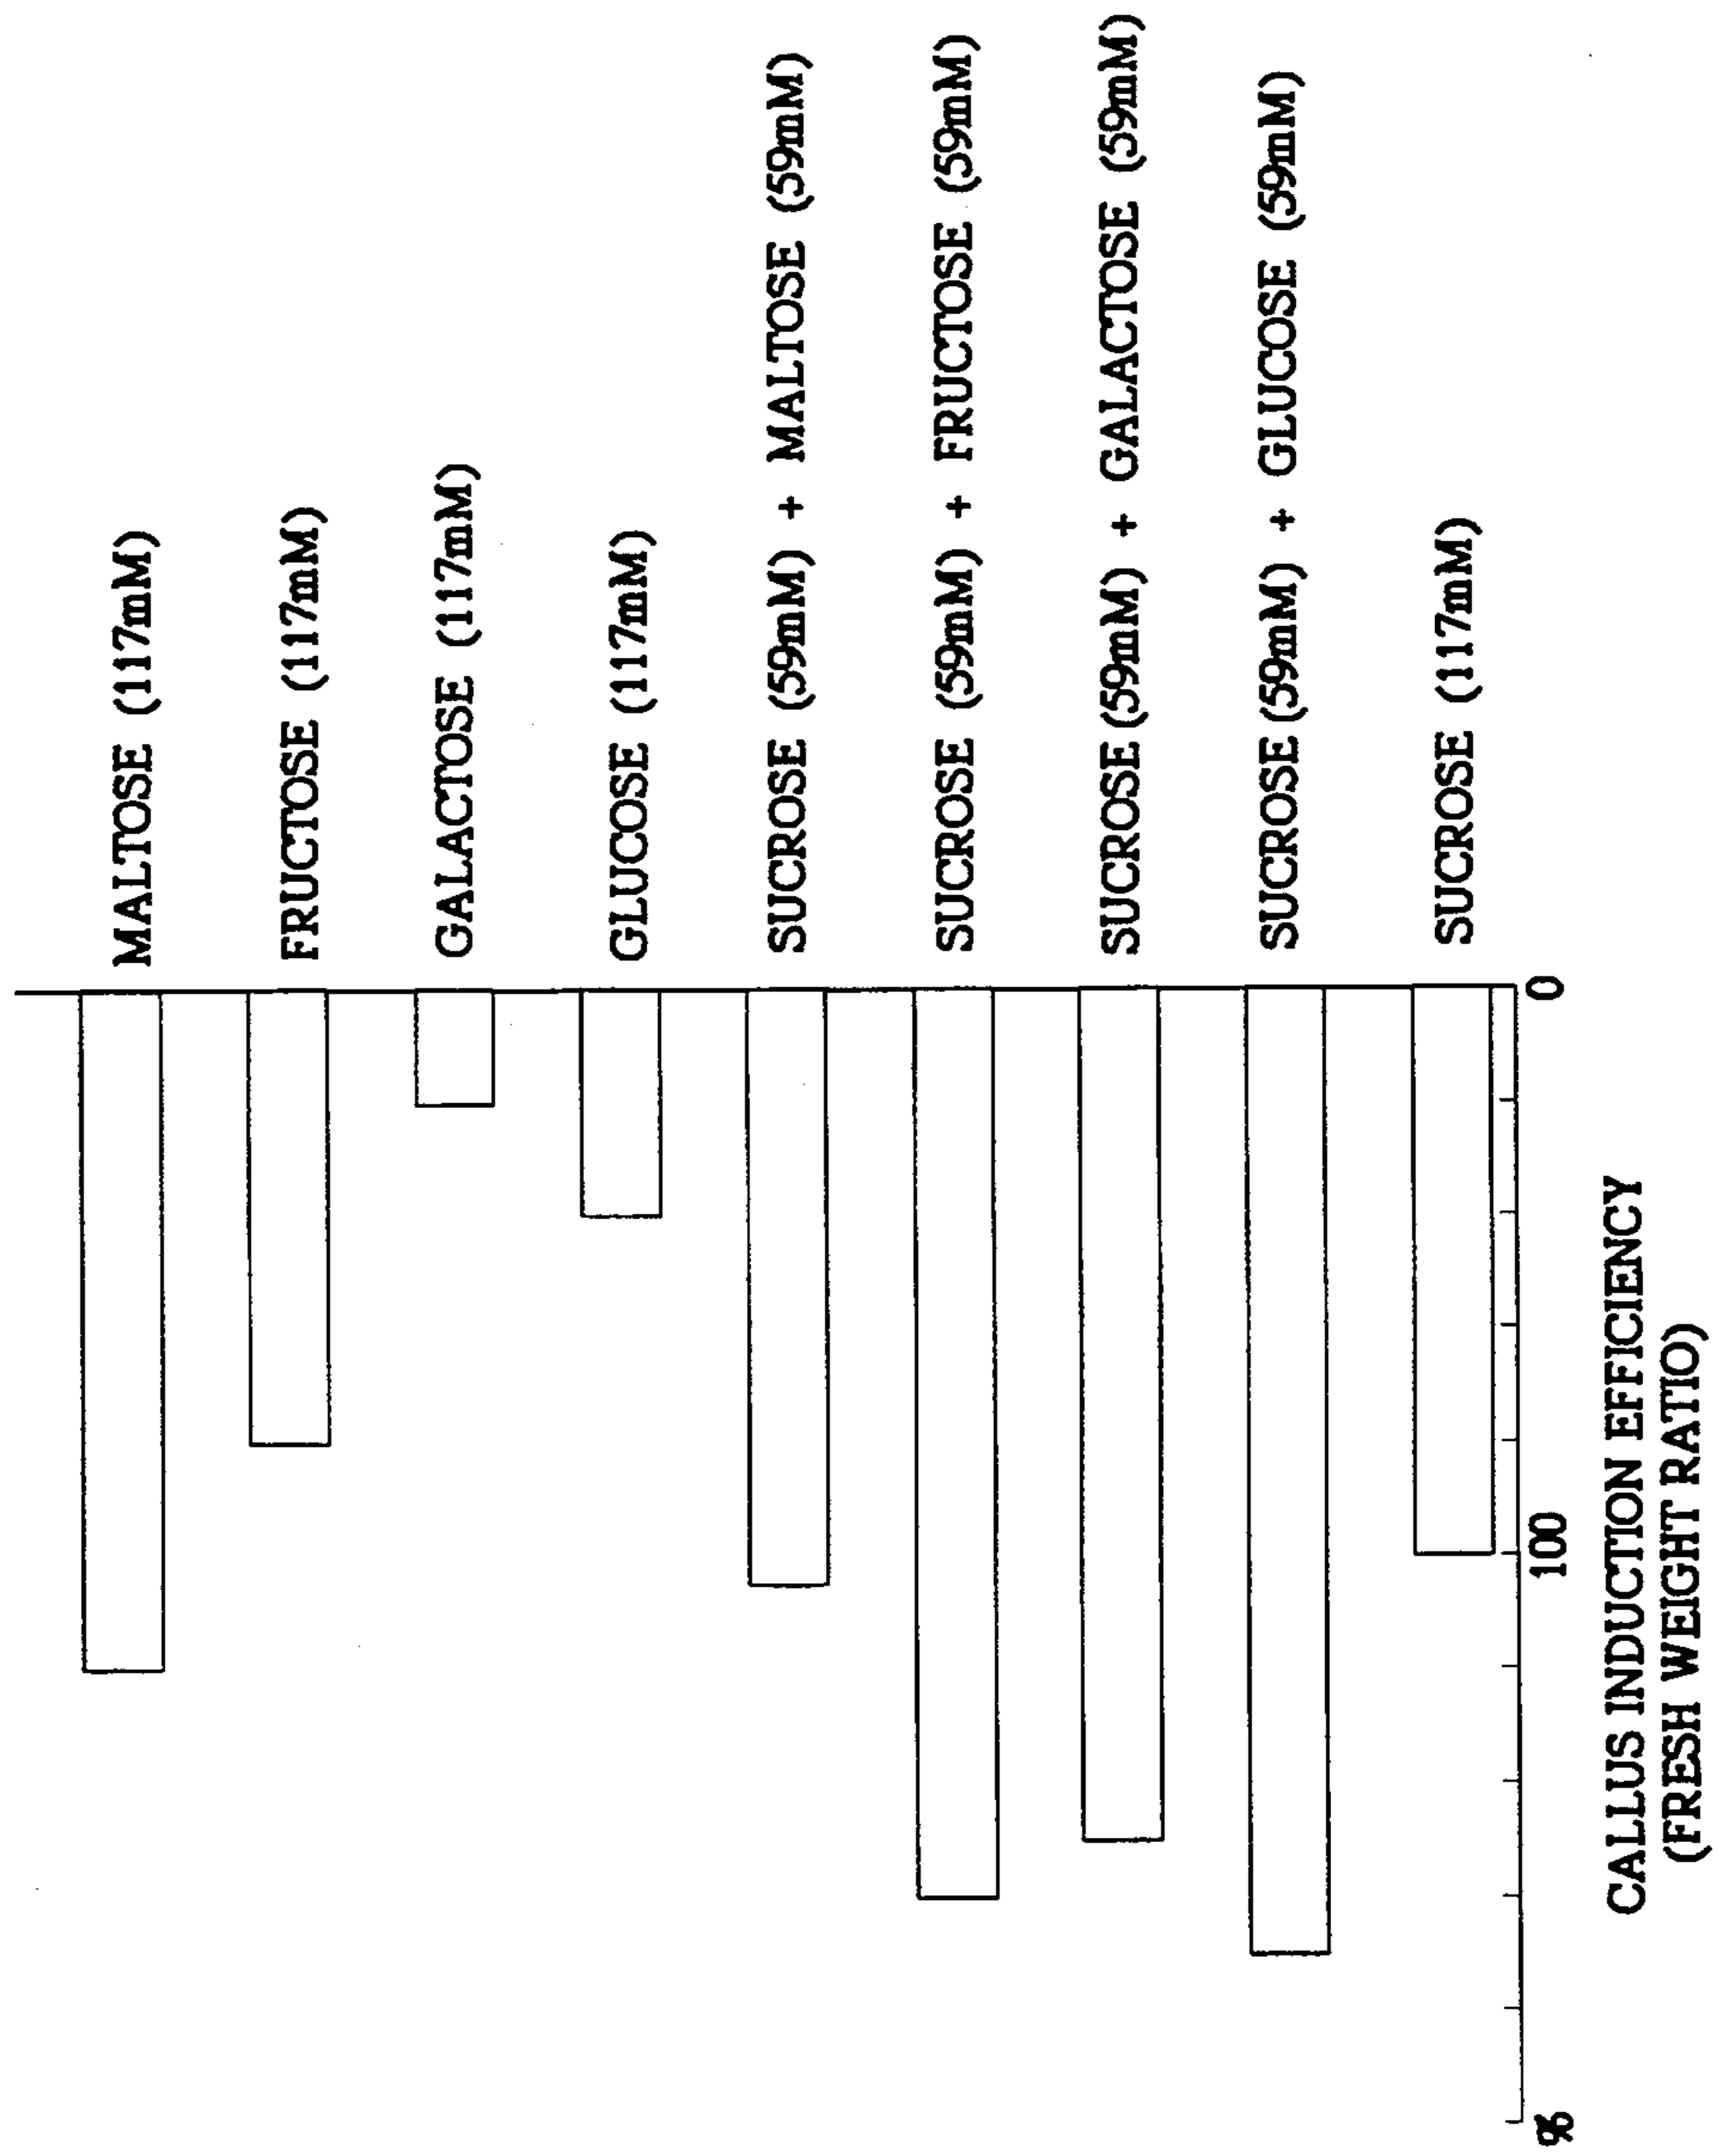 MALTOSE (117mM)
FRUCTOSE (117mM)
GALACTOSE (117mM)
GLUCOSE (117mM)
SUCROSE (59mM) + MALTOSE (59mM)
SUCROSE (59mM) + FRUCTOSE (59mM)
SUCROSE (59mM) + GALACTOSE (59mM)
SUCROSE (59mM) + GLUCOSE (59mM)
SUCROSE (117mM)
% 100 0
CALLUS INDUCTION EFFICIENCY
(FRESH WEIGHT RATIO)